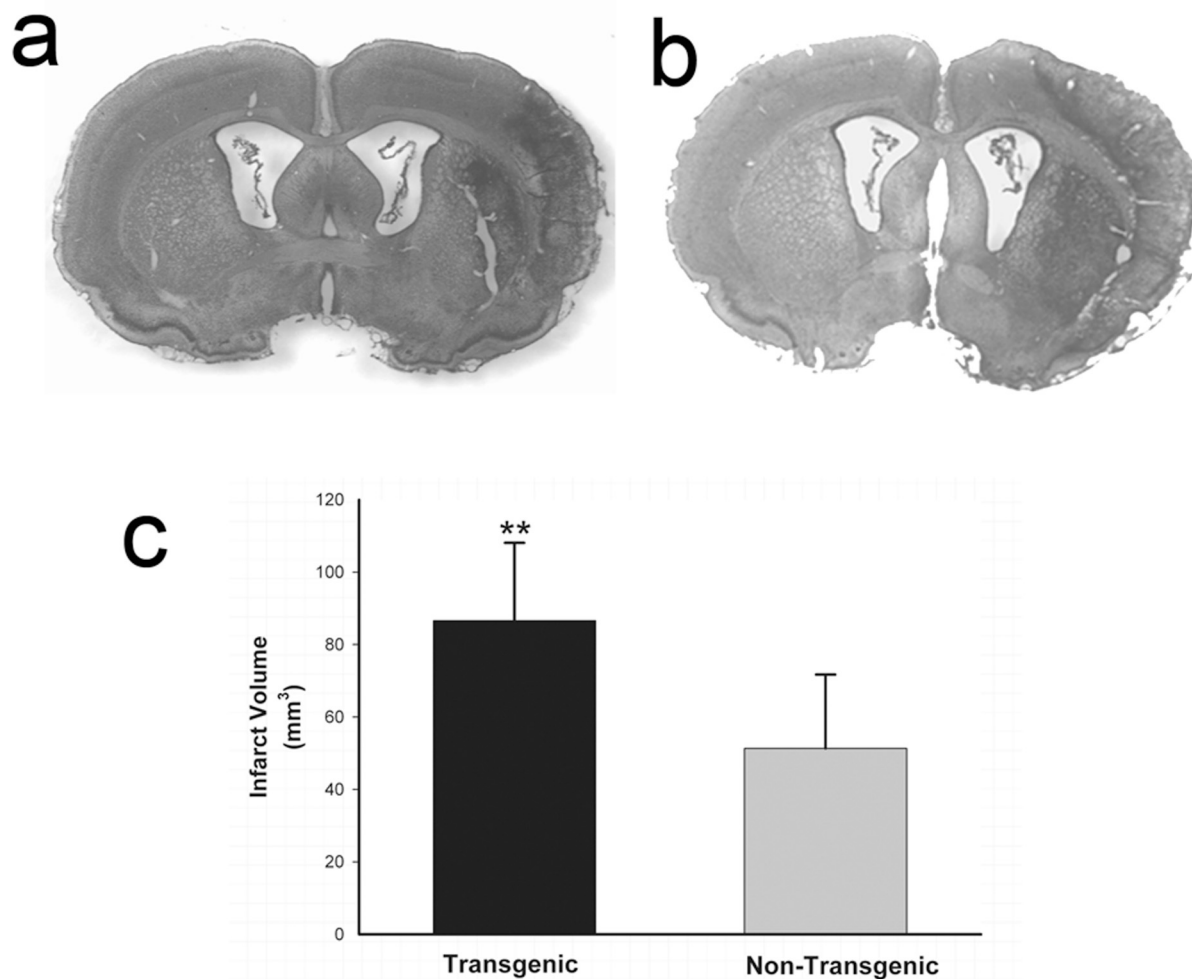 a
b
c
120
**
100
80
60
40
20
0
Infarct Volume
(mm³)
Transgenic
Non-Transgenic